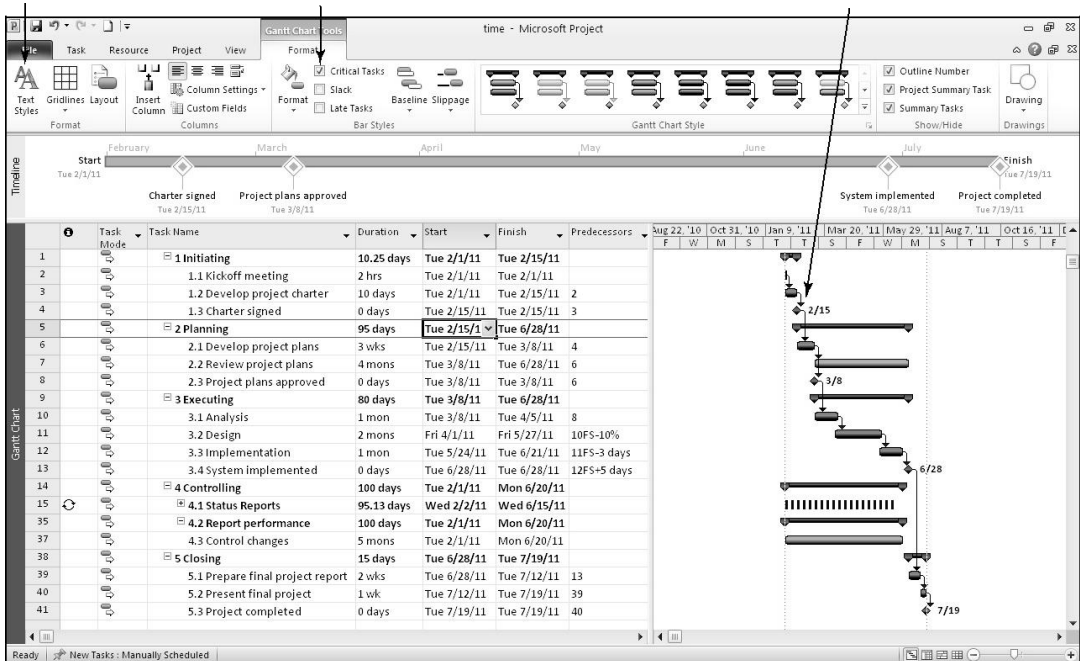 time - Microsoft Project
Gantt Chart Tools
File Task Resource Project View Format
Text Styles
Gridlines
Layout
Format
Insert Column
Column Settings
Custom Fields
Columns
Format
Critical Tasks
Slack
Late Tasks
Baseline
Slippage
Bar Styles
Gantt Chart Style
Outline Number
Project Summary Task
Summary Tasks
Show/Hide
Drawing
Drawings
Timeline
February March April May June July
Start
Tue 2/1/11
Finish
Tue 7/19/11
Charter signed
Tue 2/15/11
Project plans approved
Tue 3/8/11
System implemented
Tue 6/28/11
Project completed
Tue 7/19/11
Gantt Chart
Task Mode Task Name Duration Start Finish Predecessors
Aug 22, '10 Oct 31, '10 Jan 9, '11 Mar 20, '11 May 29, '11 Aug 7, '11 Oct 16, '11
F W M S T T S F W M S T T M S F
1 1 Initiating 10.25 days Tue 2/1/11 Tue 2/15/11
2 1.1 Kickoff meeting 2 hrs Tue 2/1/11 Tue 2/1/11
3 1.2 Develop project charter 10 days Tue 2/1/11 Tue 2/15/11 2
4 1.3 Charter signed 0 days Tue 2/15/11 Tue 2/15/11 3 2/15
5 2 Planning 95 days Tue 2/15/1 Tue 6/28/11
6 2.1 Develop project plans 3 wks Tue 2/15/11 Tue 3/8/11 4
7 2.2 Review project plans 4 mons Tue 3/8/11 Tue 6/28/11 6
8 2.3 Project plans approved 0 days Tue 3/8/11 Tue 3/8/11 6 3/8
9 3 Executing 80 days Tue 3/8/11 Tue 6/28/11
10 3.1 Analysis 1 mon Tue 3/8/11 Tue 4/5/11 8
11 3.2 Design 2 mons Fri 4/1/11 Fri 5/27/11 10FS-10%
12 3.3 Implementation 1 mon Tue 5/24/11 Tue 6/21/11 11FS-3 days
13 3.4 System implemented 0 days Tue 6/28/11 Tue 6/28/11 12FS+5 days 6/28
14 4 Controlling 100 days Tue 2/1/11 Mon 6/20/11
15 4.1 Status Reports 95.13 days Wed 2/2/11 Wed 6/15/11
35 4.2 Report performance 100 days Tue 2/1/11 Mon 6/20/11
37 4.3 Control changes 5 mons Tue 2/1/11 Mon 6/20/11
38 5 Closing 15 days Tue 6/28/11 Tue 7/19/11
39 5.1 Prepare final project report 2 wks Tue 6/28/11 Tue 7/12/11 13
40 5.2 Present final project 1 wk Tue 7/12/11 Tue 7/19/11 39
41 5.3 Project completed 0 days Tue 7/19/11 Tue 7/19/11 40 7/19
Ready New Tasks : Manually Scheduled